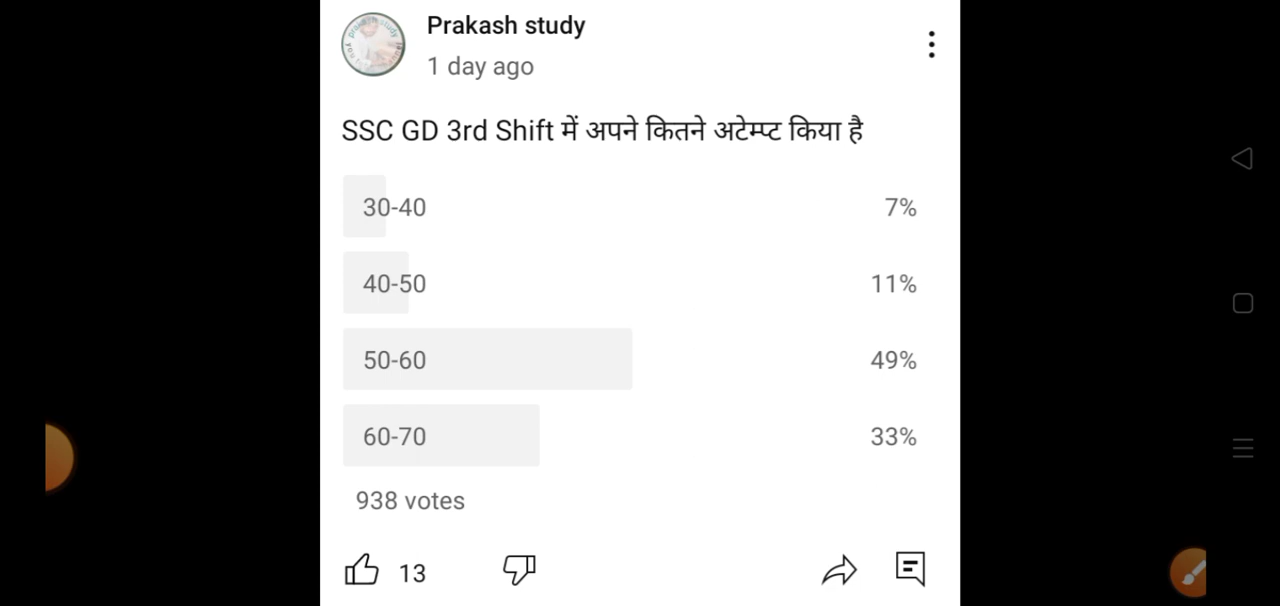 Prakash study
1 day ago
SSC GD 3rd Shift में अपने कितने अटेम्प्ट किया है
30-40 7%
40-50 11%
50-60 49%
60-70 33%
938 votes
13